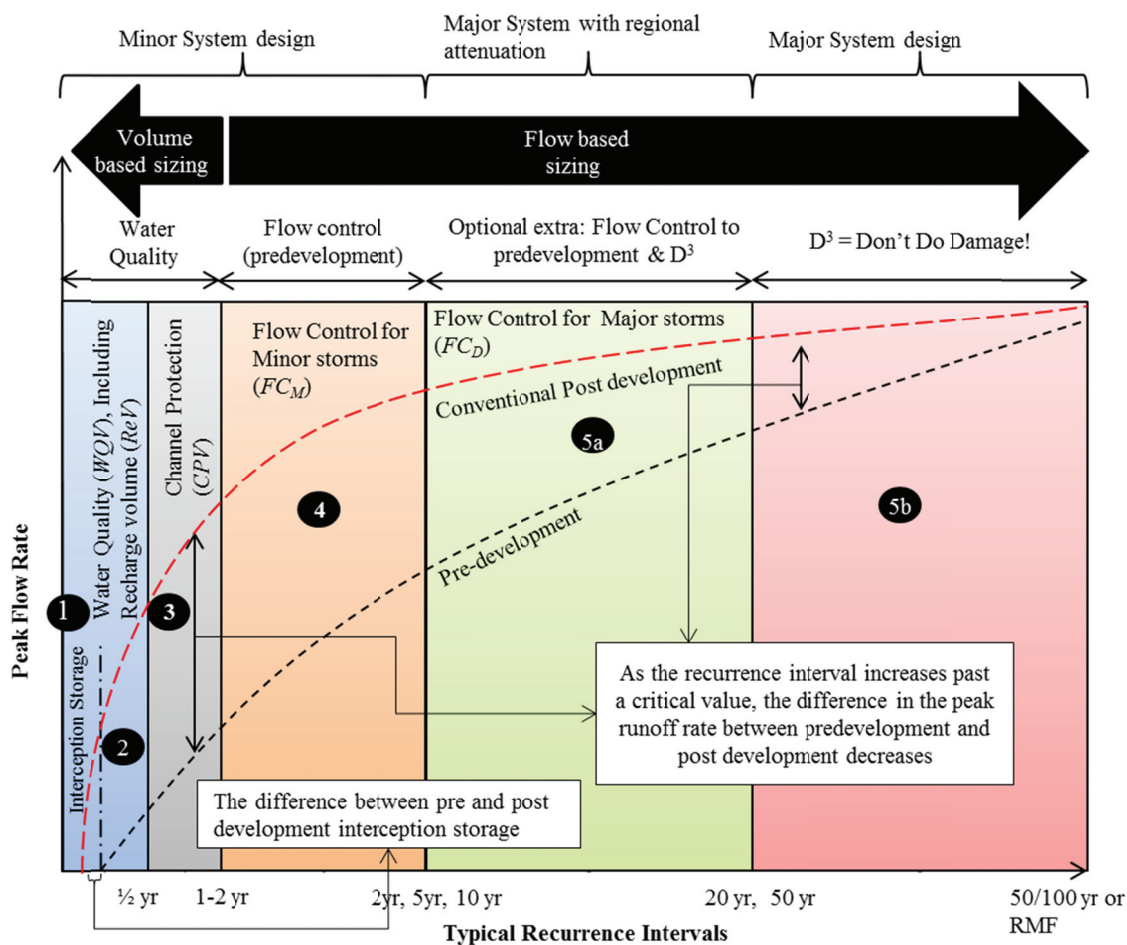 Minor System design
Major System with regional
attenuation
Major System design
Volume
based sizing
Flow based
sizing
Water
Quality
Flow control
(predevelopment)
Optional extra: Flow Control to
predevelopment & D³
D³ = Don't Do Damage!
Peak Flow Rate
Interception Storage
Water Quality (WQV), Including
Recharge volume (ReV)
Channel Protection
(CPV)
Flow Control for
Minor storms
(FC_M)
Flow Control for Major storms
(FC_D)
Conventional Post development
Pre-development
1
2
3
4
5a
5b
As the recurrence interval increases past
a critical value, the difference in the peak
runoff rate between predevelopment and
post development decreases
The difference between pre and post
development interception storage
½ yr
1-2 yr
2yr, 5yr, 10 yr
20 yr, 50 yr
50/100 yr or
RMF
Typical Recurrence Intervals